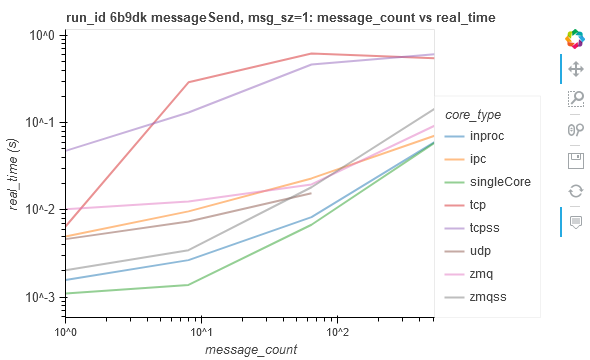 run_id 6b9dk messageSend, msg_sz=1: message_count vs real_time
10^0
10^-1
10^-2
10^-3
real_time (s)
10^0
10^1
10^2
message_count
core_type
inproc
ipc
singleCore
tcp
tcpss
udp
zmq
zmqss